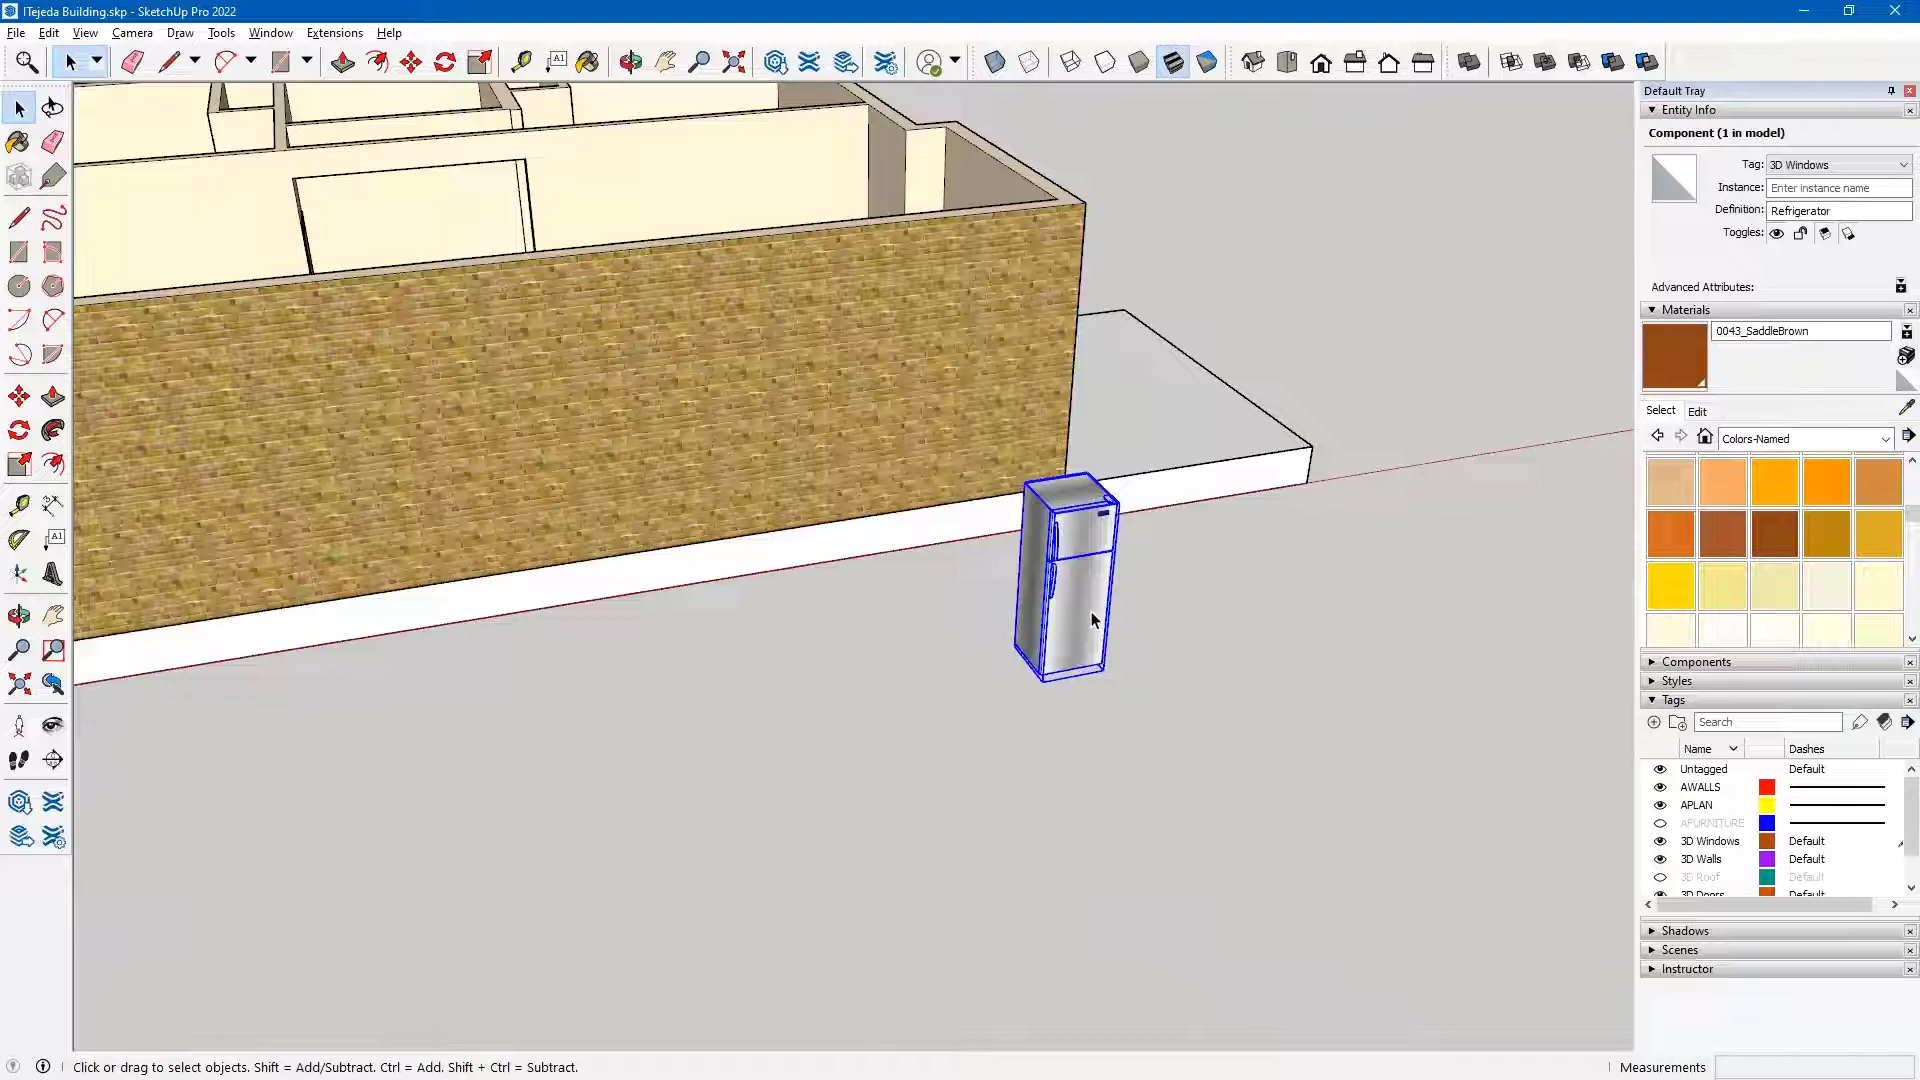 ITejeda Building.skp - SketchUp Pro 2022
File Edit View Camera Draw Tools Window Extensions Help
Default Tray
Entity Info
Component (1 in model)
Tag: 3D Windows
Instance: Enter instance name
Definition: Refrigerator
Toggles:
Advanced Attributes:
Materials
0043_SaddleBrown
Select Edit
Colors-Named
Components
Styles
Tags
Search
Name Dashes
Untagged Default
AWALLS
APLAN
AFURNITURE
3D Windows Default
3D Walls Default
3D Roof Default
3D Doors Default
Shadows
Scenes
Instructor
Click or drag to select objects. Shift = Add/Subtract. Ctrl = Add. Shift + Ctrl = Subtract.
Measurements